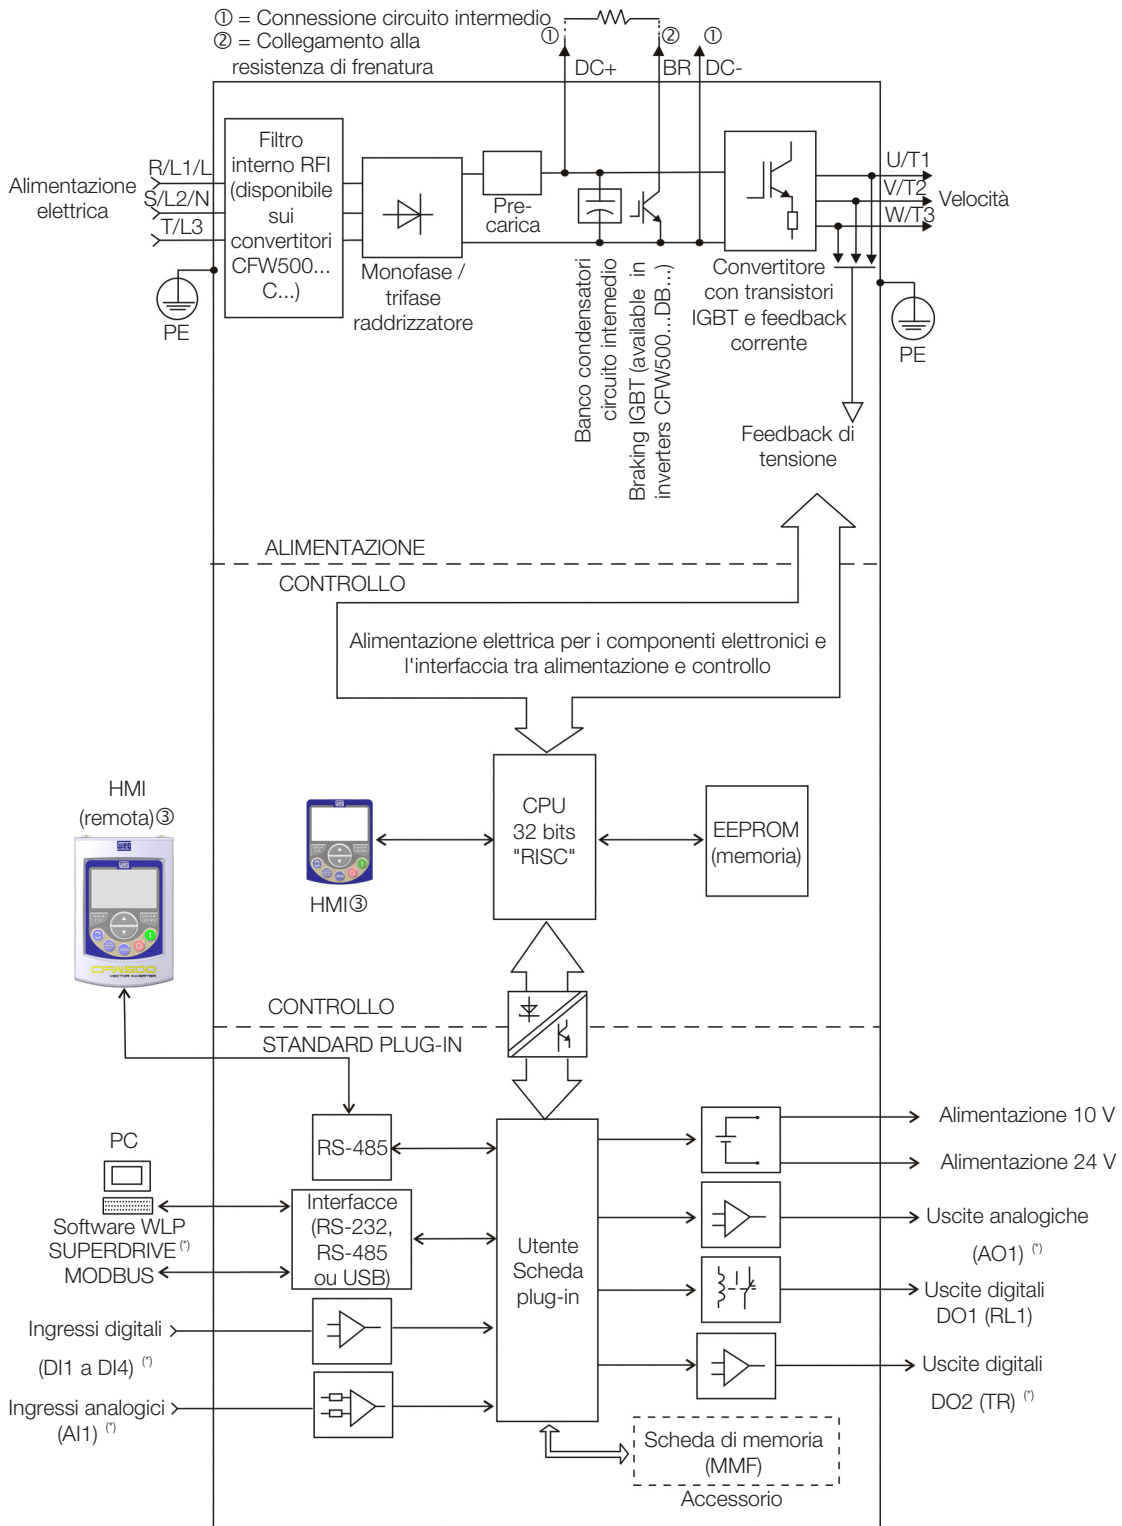 ① = Connessione circuito intermedio
② = Collegamento alla
resistenza di frenatura
① ② ①
DC+ BR DC-
Filtro
interno RFI
(disponibile
sui
convertitori
CFW500...
C...)
Alimentazione
elettrica
R/L1/L
S/L2/N
T/L3
PE
Monofase /
trifase
raddrizzatore
Pre-
carica
Banco condensatori
circuito intemedio
Braking IGBT (available in
inverters CFW500...DB...)
Convertitore
con transistori
IGBT e feedback
corrente
U/T1
V/T2
W/T3
Velocità
PE
Feedback di
tensione
ALIMENTAZIONE
CONTROLLO
Alimentazione elettrica per i componenti elettronici e
l'interfaccia tra alimentazione e controllo
HMI
(remota)③
CFW500
VECTOR INVERTER
HMI③
CPU
32 bits
"RISC"
EEPROM
(memoria)
CONTROLLO
STANDARD PLUG-IN
RS-485
PC
Software WLP
SUPERDRIVE (*)
MODBUS
Interfacce
(RS-232,
RS-485
ou USB)
Ingressi digitali
(DI1 a DI4) (*)
Ingressi analogici
(AI1) (*)
Utente
Scheda
plug-in
Alimentazione 10 V
Alimentazione 24 V
Uscite analogiche
(AO1) (*)
Uscite digitali
DO1 (RL1)
Uscite digitali
DO2 (TR) (*)
Scheda di memoria
(MMF)
Accessorio